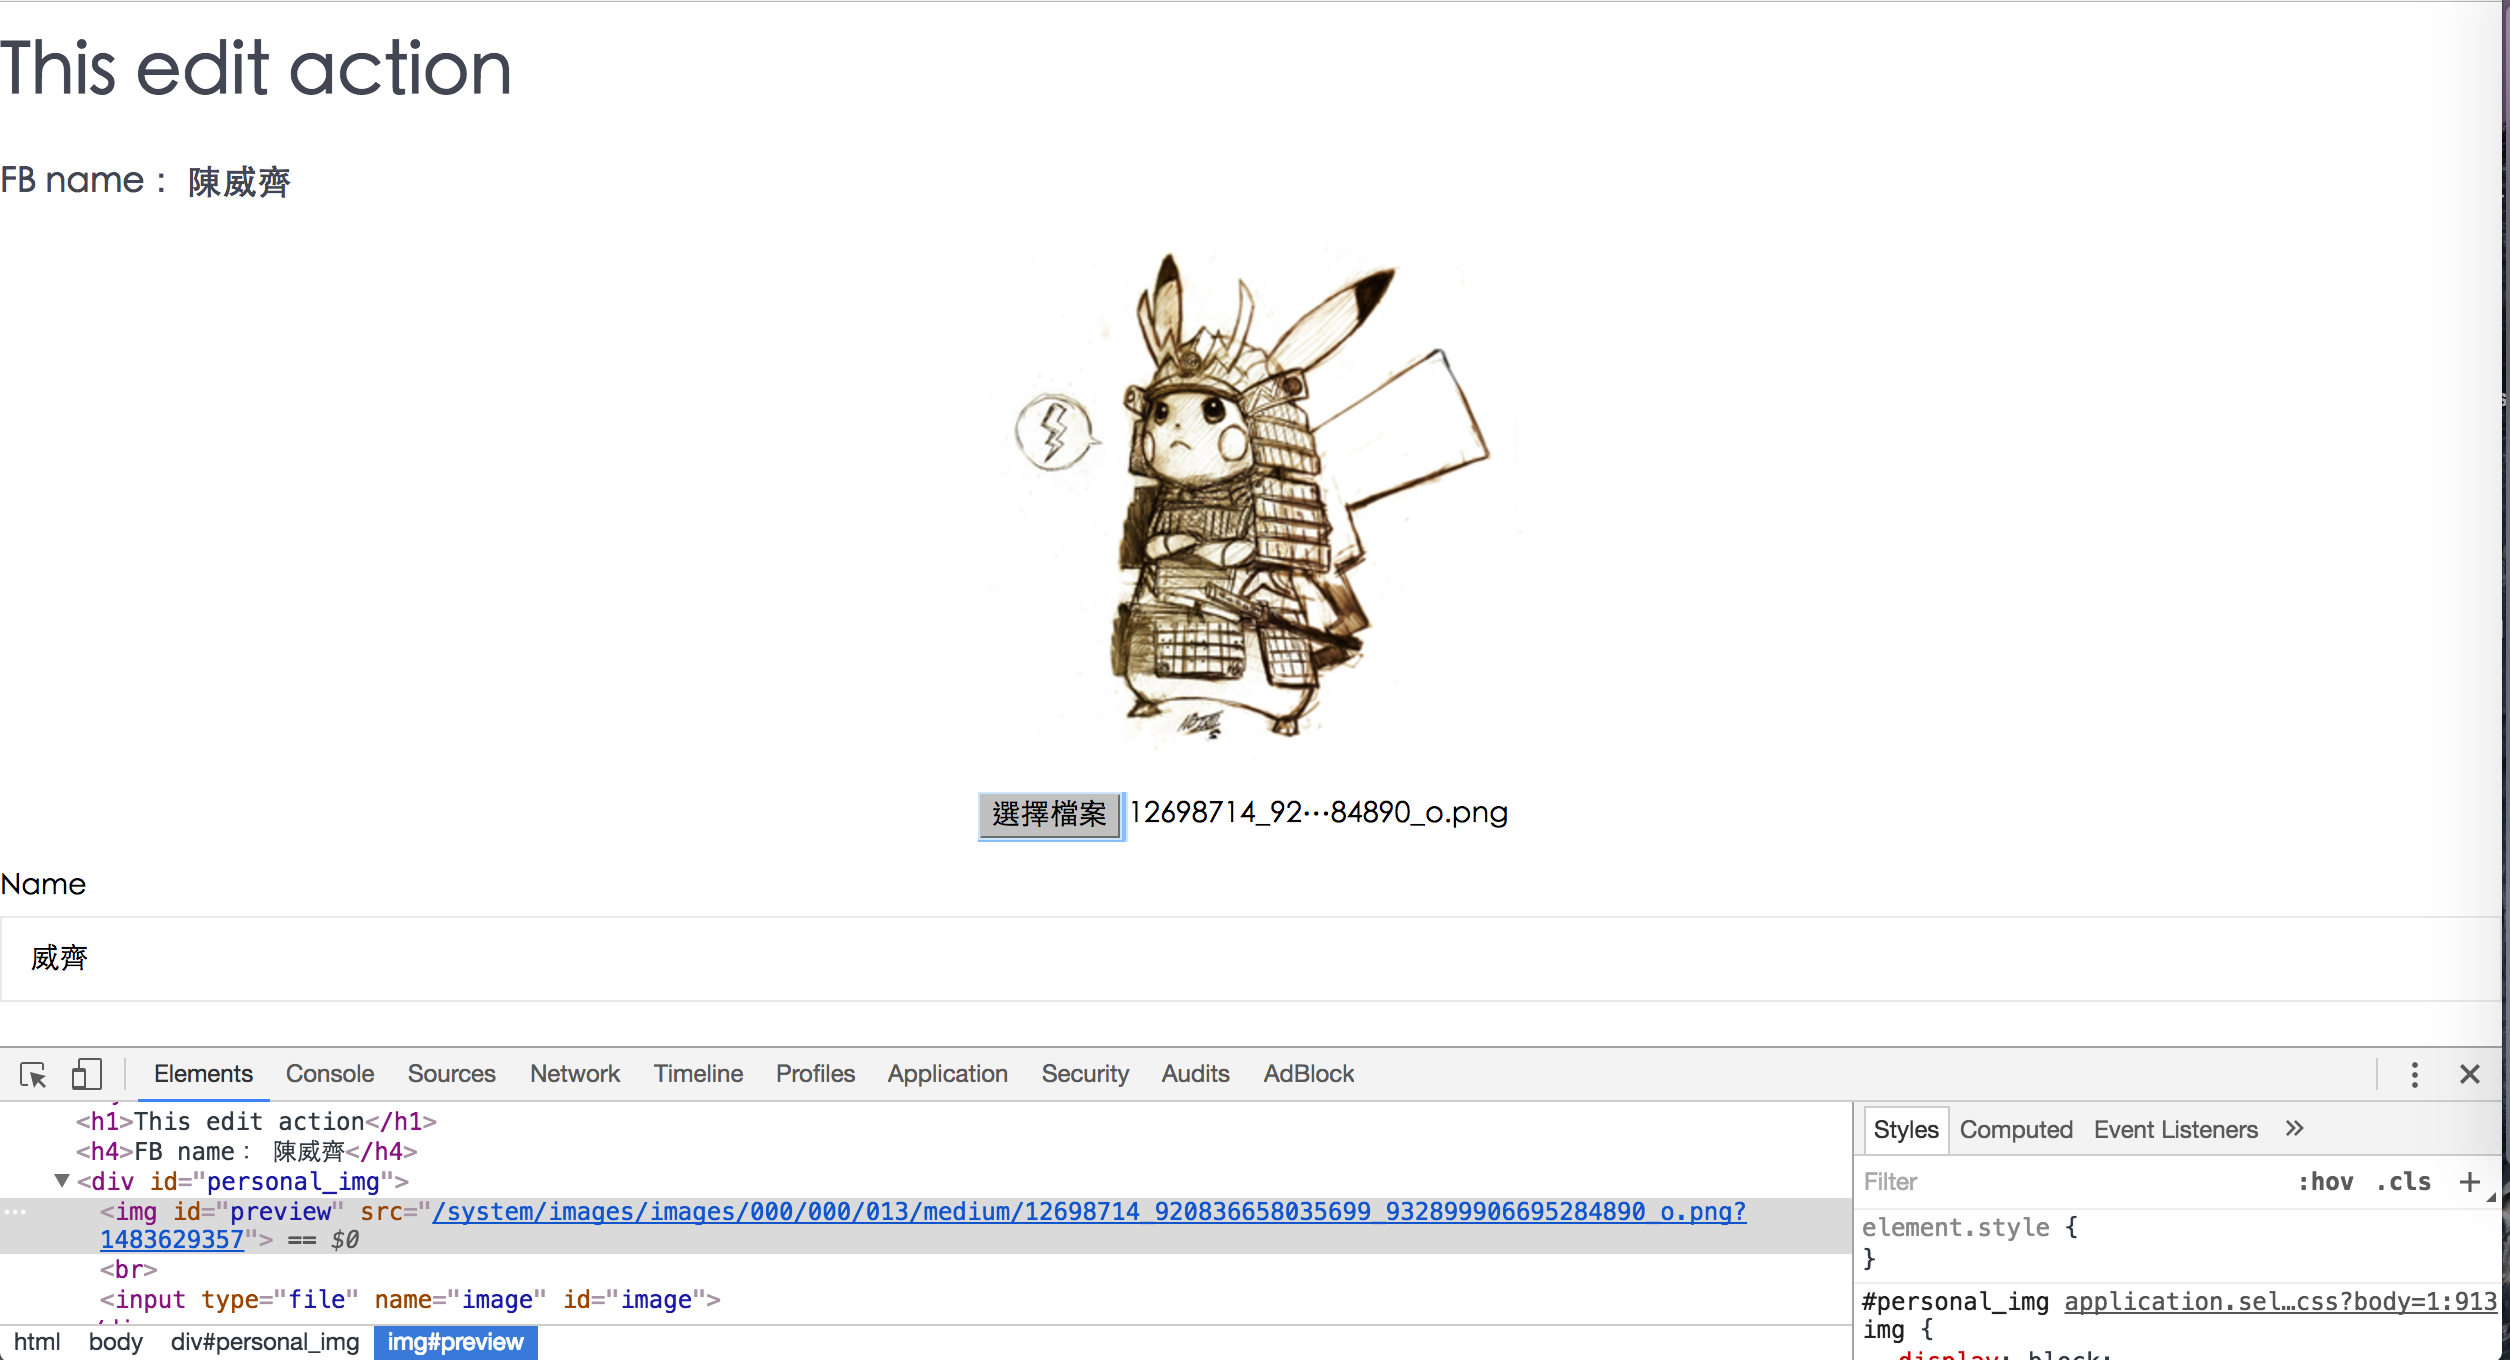 This edit action
FB name： 陳威齊
選擇檔案 12698714_92…84890_o.png
Name
威齊
Elements Console Sources Network Timeline Profiles Application Security Audits AdBlock
<h1>This edit action</h1>
<h4>FB name： 陳威齊</h4>
▼<div id="personal_img">
… <img id="preview" src="/system/images/images/000/000/013/medium/12698714_920836658035699_932899906695284890_o.png?
1483629357"> == $0
<br>
<input type="file" name="image" id="image">
html body div#personal_img img#preview
Styles Computed Event Listeners »
Filter :hov .cls +
element.style {
}
#personal_img application.sel…css?body=1:913
img {
display: block;